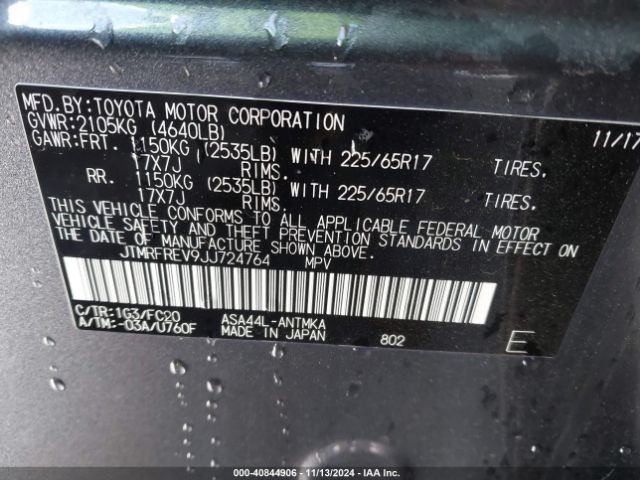 MFD.BY:TOYOTA MOTOR CORPORATION 11/17
GVWR:2105KG (4640LB)
GAWR:FRT. 1150KG (2535LB) WITH 225/65R17 TIRES.
17X7J RIMS.
RR. 1150KG (2535LB) WITH 225/65R17 TIRES.
17X7J RIMS.
THIS VEHICLE CONFORMS TO ALL APPLICABLE FEDERAL MOTOR
VEHICLE SAFETY AND THEFT PREVENTION STANDARDS IN EFFECT ON
THE DATE OF MANUFACTURE SHOWN ABOVE.
JTMRFREV9JJ724764 MPV
C/TR:1G3/FC20 ASA44L-ANTMKA
A/TM:-03A/U760F MADE IN JAPAN 802 E
000-40844906 | 11/13/2024 | IAA Inc.